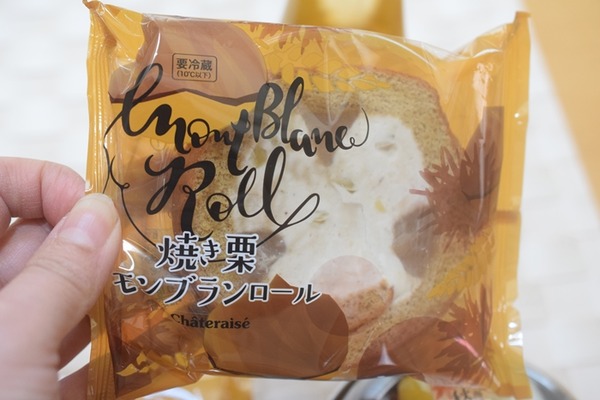 要冷蔵
(10℃以下)
Mont Blanc
Roll
焼き栗
モンブランロール
Châteraisé